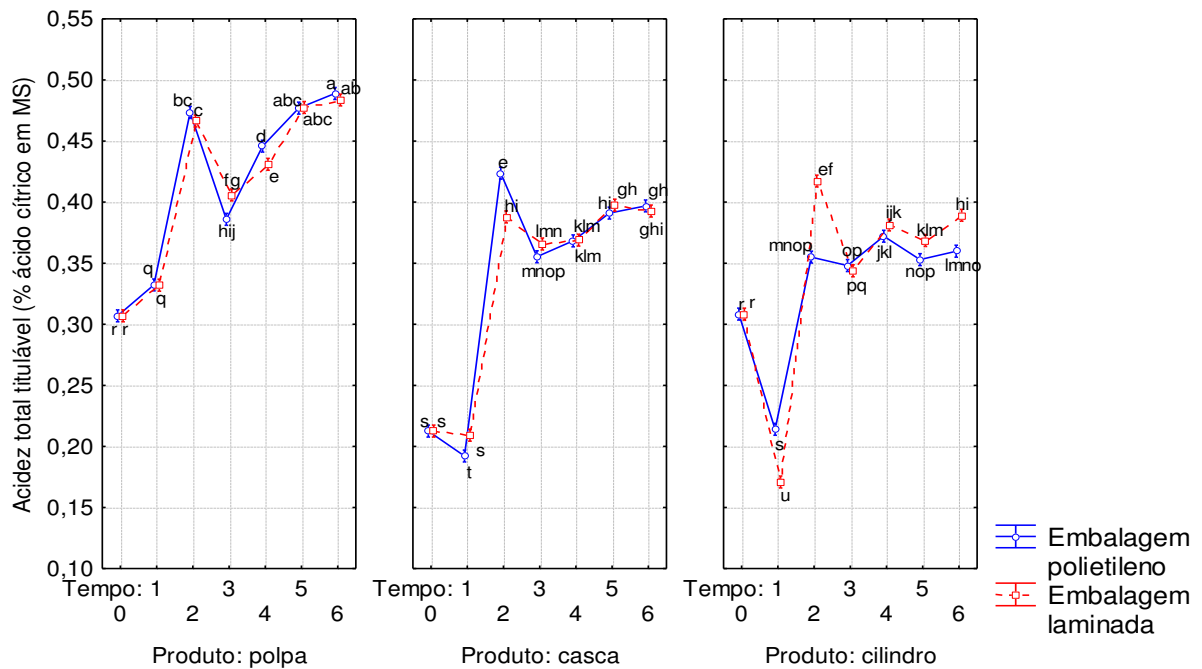 Acidez total titulável (% ácido cítrico em MS)
0,55
0,50
0,45
0,40
0,35
0,30
0,25
0,20
0,15
0,10
r r
q
q
bc
c
hij
fg
d
e
abc
abc
a
ab
Tempo: 1 3 5
0 2 4 6
Produto: polpa
s s
t
s
e
hi
mnop
lmn
klm
klm
hi
gh
gh
ghi
Tempo: 1 3 5
0 2 4 6
Produto: casca
r r
s
u
mnop
ef
op
pq
ijk
jkl
klm
nop
hi
lmno
Tempo: 1 3 5
0 2 4 6
Produto: cilindro
Embalagem
polietileno
Embalagem
laminada